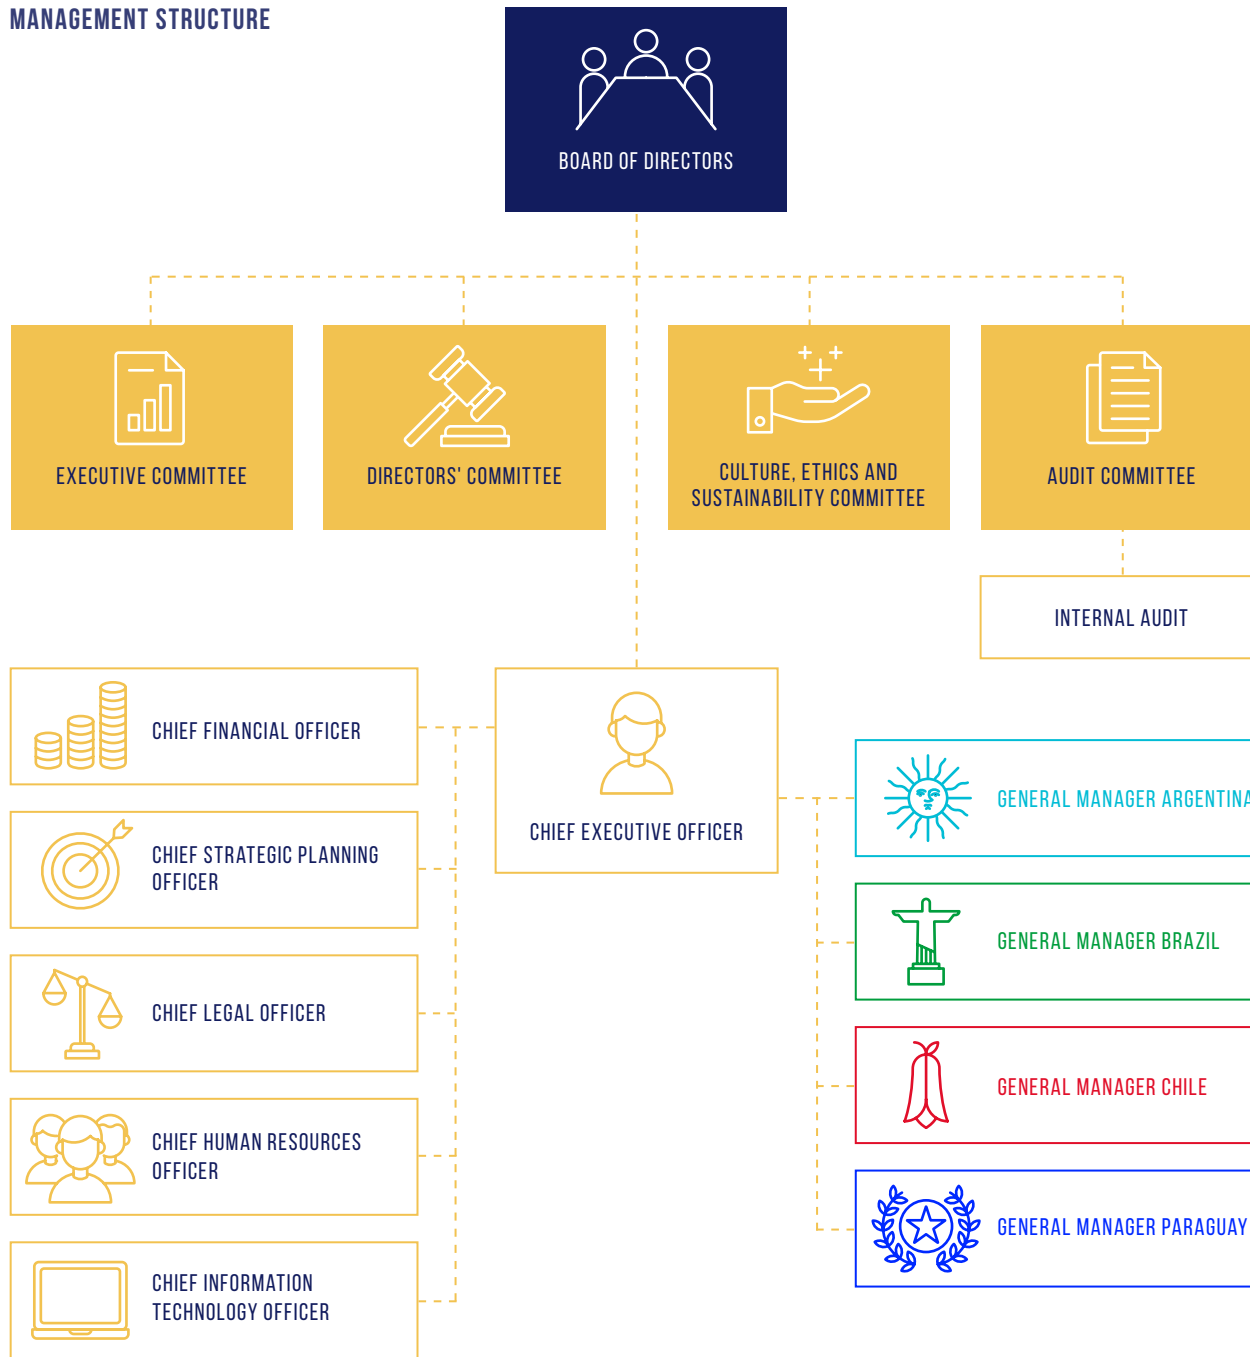 MANAGEMENT STRUCTURE
BOARD OF DIRECTORS
EXECUTIVE COMMITTEE
DIRECTORS' COMMITTEE
CULTURE, ETHICS AND
SUSTAINABILITY COMMITTEE
AUDIT COMMITTEE
INTERNAL AUDIT
CHIEF EXECUTIVE OFFICER
CHIEF FINANCIAL OFFICER
CHIEF STRATEGIC PLANNING
OFFICER
CHIEF LEGAL OFFICER
CHIEF HUMAN RESOURCES
OFFICER
CHIEF INFORMATION
TECHNOLOGY OFFICER
GENERAL MANAGER ARGENTINA
GENERAL MANAGER BRAZIL
GENERAL MANAGER CHILE
GENERAL MANAGER PARAGUAY